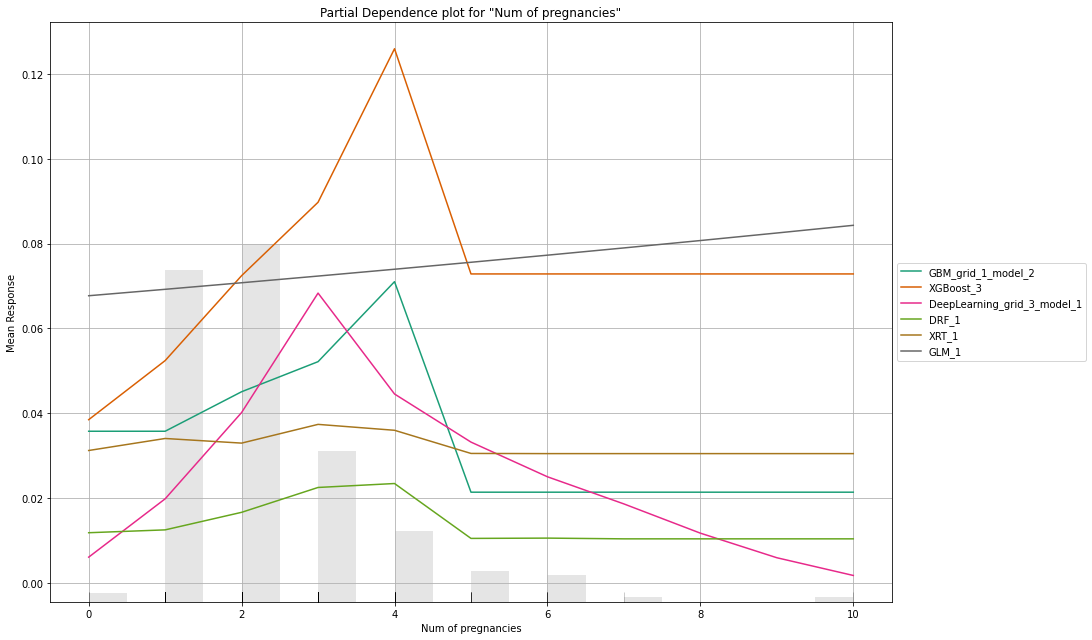 Partial Dependence plot for "Num of pregnancies"
Mean Response
0.12
0.10
0.08
0.06
0.04
0.02
0.00
0 2 4 6 8 10
Num of pregnancies
GBM_grid_1_model_2
XGBoost_3
DeepLearning_grid_3_model_1
DRF_1
XRT_1
GLM_1